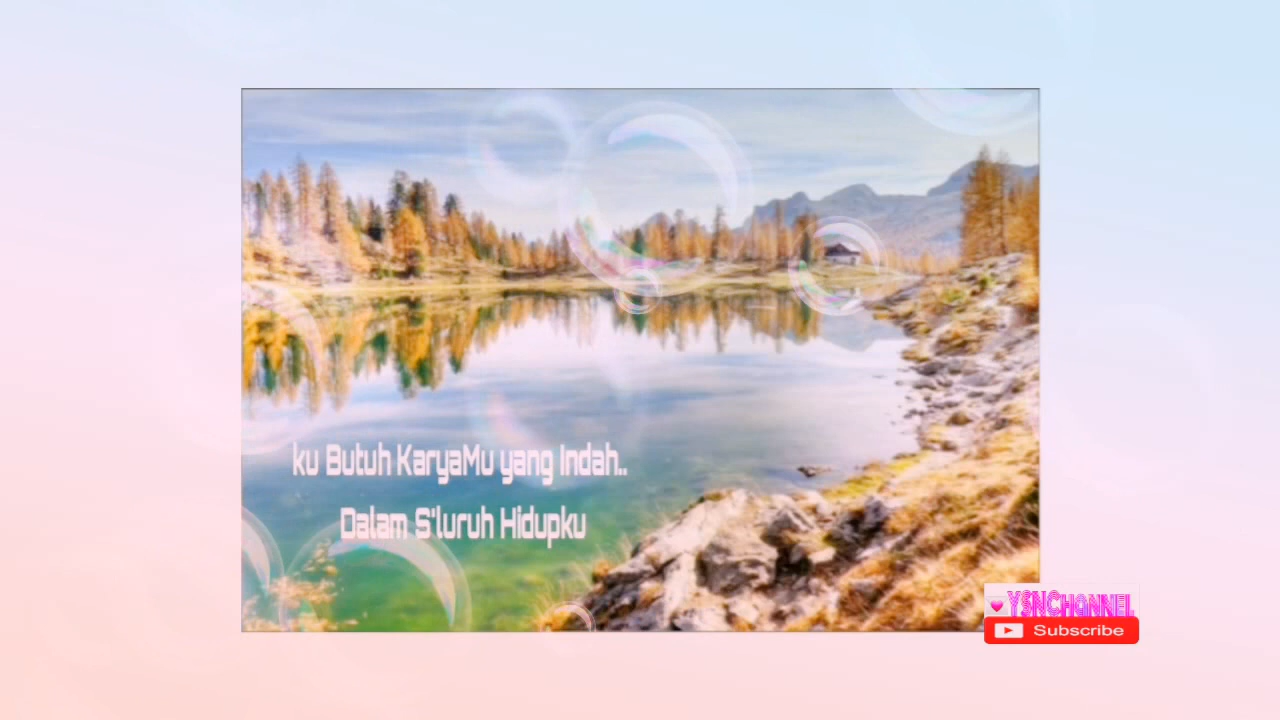 ku Butuh KaryaMu yang Indah..
Dalam S'luruh Hidupku
YSNChannel
Subscribe